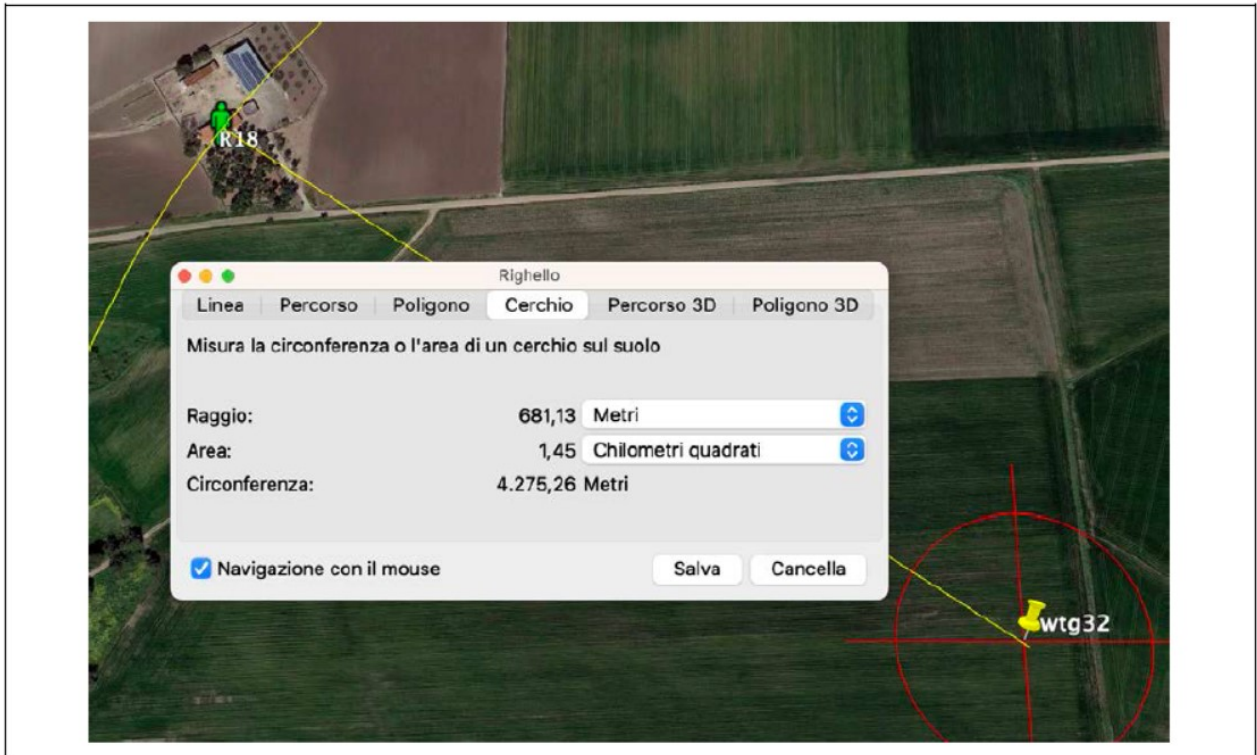 R18
Righello
Linea Percorso Poligono Cerchio Percorso 3D Poligono 3D
Misura la circonferenza o l'area di un cerchio sul suolo
Raggio: 681,13 Metri
Area: 1,45 Chilometri quadrati
Circonferenza: 4.275,26 Metri
Navigazione con il mouse Salva Cancella
wtg32